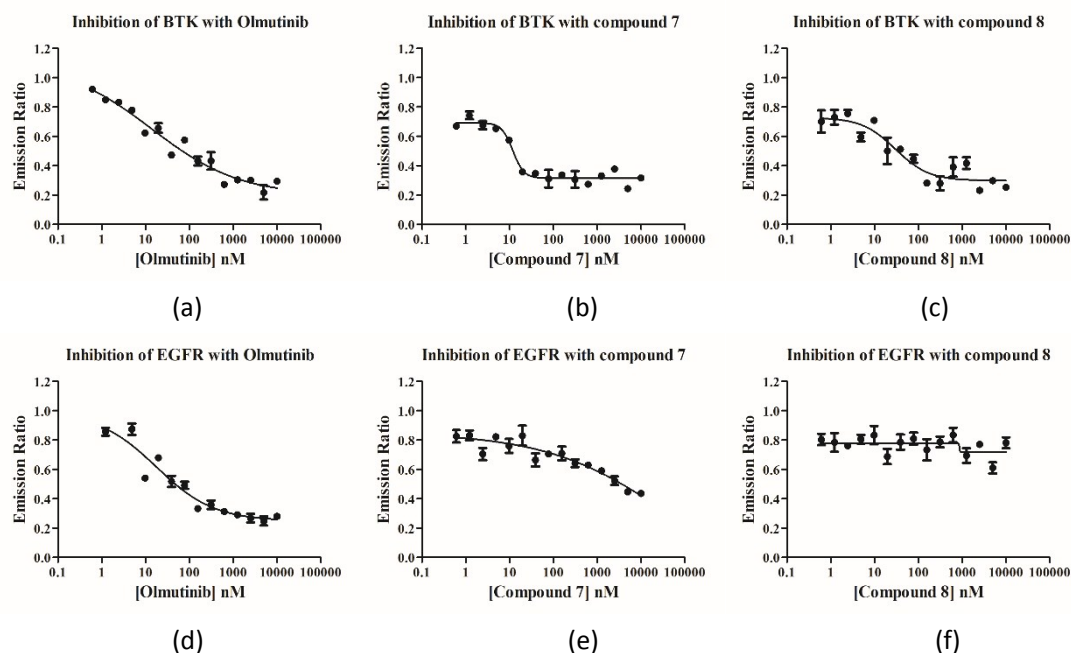 Inhibition of BTK with Olmutinib
Emission Ratio
1.2
1.0
0.8
0.6
0.4
0.2
0.0
0.1 1 10 100 1000 10000 100000
[Olmutinib] nM
(a)
Inhibition of BTK with compound 7
Emission Ratio
1.2
1.0
0.8
0.6
0.4
0.2
0.0
0.1 1 10 100 1000 10000 100000
[Compound 7] nM
(b)
Inhibition of BTK with compound 8
Emission Ratio
1.2
1.0
0.8
0.6
0.4
0.2
0.0
0.1 1 10 100 1000 10000 100000
[Compound 8] nM
(c)
Inhibition of EGFR with Olmutinib
Emission Ratio
1.2
1.0
0.8
0.6
0.4
0.2
0.0
0.1 1 10 100 1000 10000 100000
[Olmutinib] nM
(d)
Inhibition of EGFR with compound 7
Emission Ratio
1.2
1.0
0.8
0.6
0.4
0.2
0.0
0.1 1 10 100 1000 10000 100000
[Compound 7] nM
(e)
Inhibition of EGFR with compound 8
Emission Ratio
1.2
1.0
0.8
0.6
0.4
0.2
0.0
0.1 1 10 100 1000 10000 100000
[Compound 8] nM
(f)